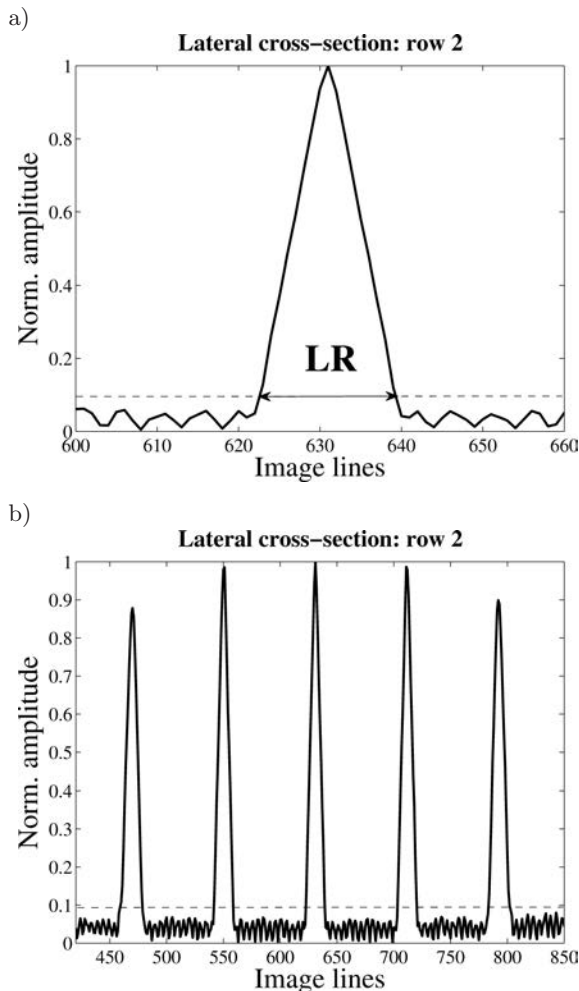 a)
Lateral cross-section: row 2
1
0.8
0.6
0.4
0.2
0
Norm. amplitude
LR
600 610 620 630 640 650 660
Image lines
b)
Lateral cross-section: row 2
1
0.9
0.8
0.7
0.6
0.5
0.4
0.3
0.2
0.1
0
Norm. amplitude
450 500 550 600 650 700 750 800 850
Image lines